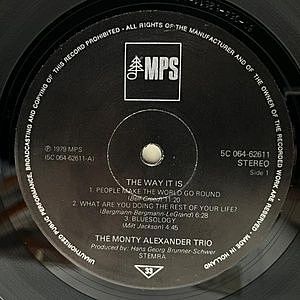 ALL RIGHTS OF THE MANUFACTURER AND OF THE OWNER OF THE RECORDED WORK RESERVED
UNAUTHORIZED PUBLIC PERFORMANCE, BROADCASTING AND COPYING OF THIS RECORD PROHIBITED
MADE IN HOLLAND
MPS
℗ 1979 MPS
(5C 064-62611-A)
5C 064-62611
STEREO
Side 1
THE WAY IT IS
1. PEOPLE MAKE THE WORLD GO ROUND
11.20
2. WHAT ARE YOU DOING THE REST OF YOUR LIFE?
(Bergmann-Bergmann-LeGrand) 6:28
3. BLUESOLOGY
(Milt Jackson) 4:45
THE MONTY ALEXANDER TRIO
Produced by: Hans Georg Brunner-Schwer
STEMRA
33